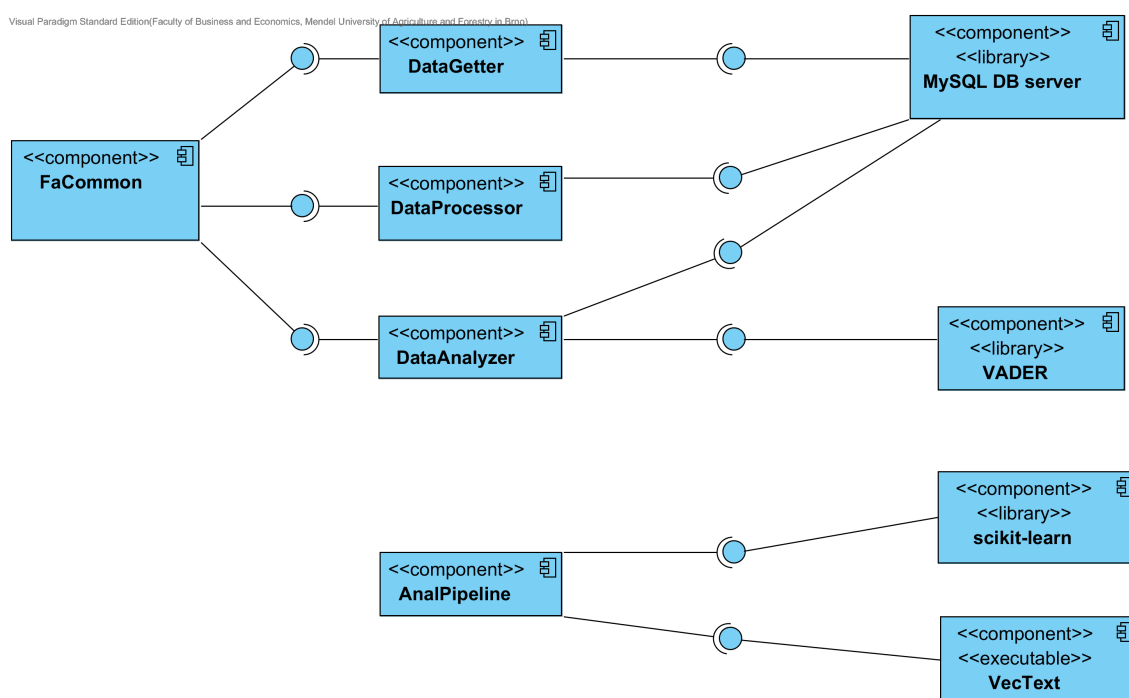 Visual Paradigm Standard Edition(Faculty of Business and Economics, Mendel University of Agriculture and Forestry in Brno)
<<component>>
DataGetter
<<component>>
<<library>>
MySQL DB server
<<component>>
FaCommon
<<component>>
DataProcessor
<<component>>
DataAnalyzer
<<component>>
<<library>>
VADER
<<component>>
<<library>>
scikit-learn
<<component>>
AnalPipeline
<<component>>
<<executable>>
VecText